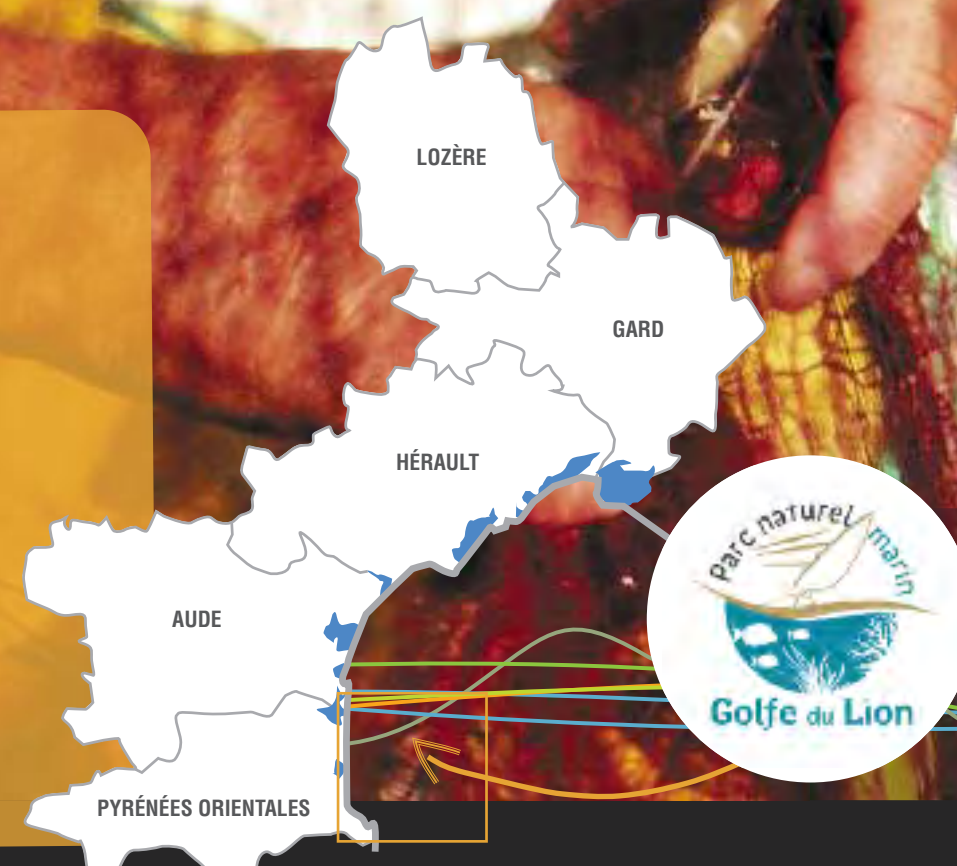 LOZÈRE
GARD
HÉRAULT
AUDE
PYRÉNÉES ORIENTALES
Parc naturel marin
Golfe du Lion